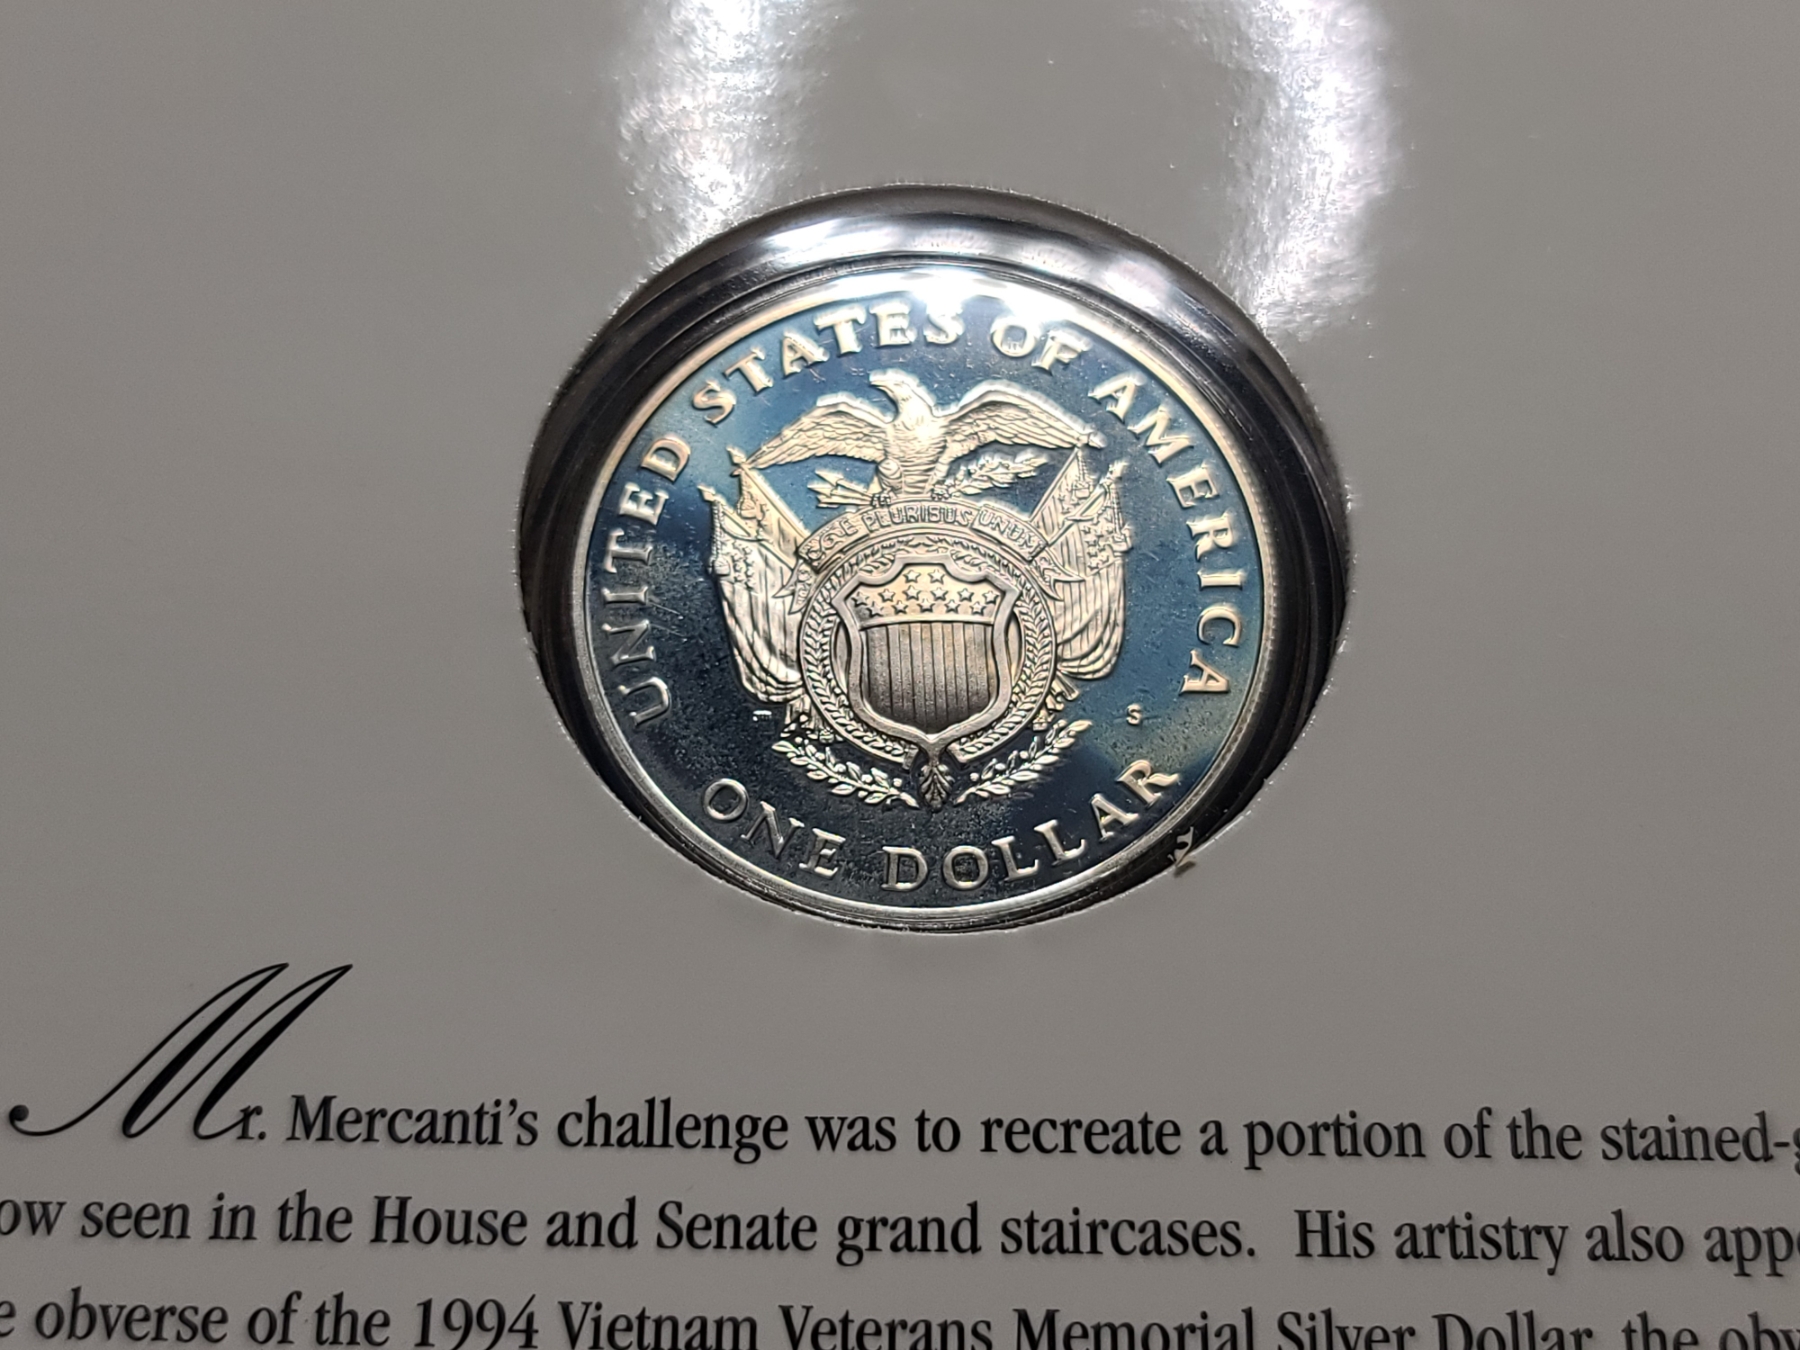 UNITED STATES OF AMERICA
E PLURIBUS UNUM
S
ONE DOLLAR
Mr. Mercanti's challenge was to recreate a portion of the stained-
ow seen in the House and Senate grand staircases. His artistry also app
e obverse of the 1994 Vietnam Veterans Memorial Silver Dollar, the obv